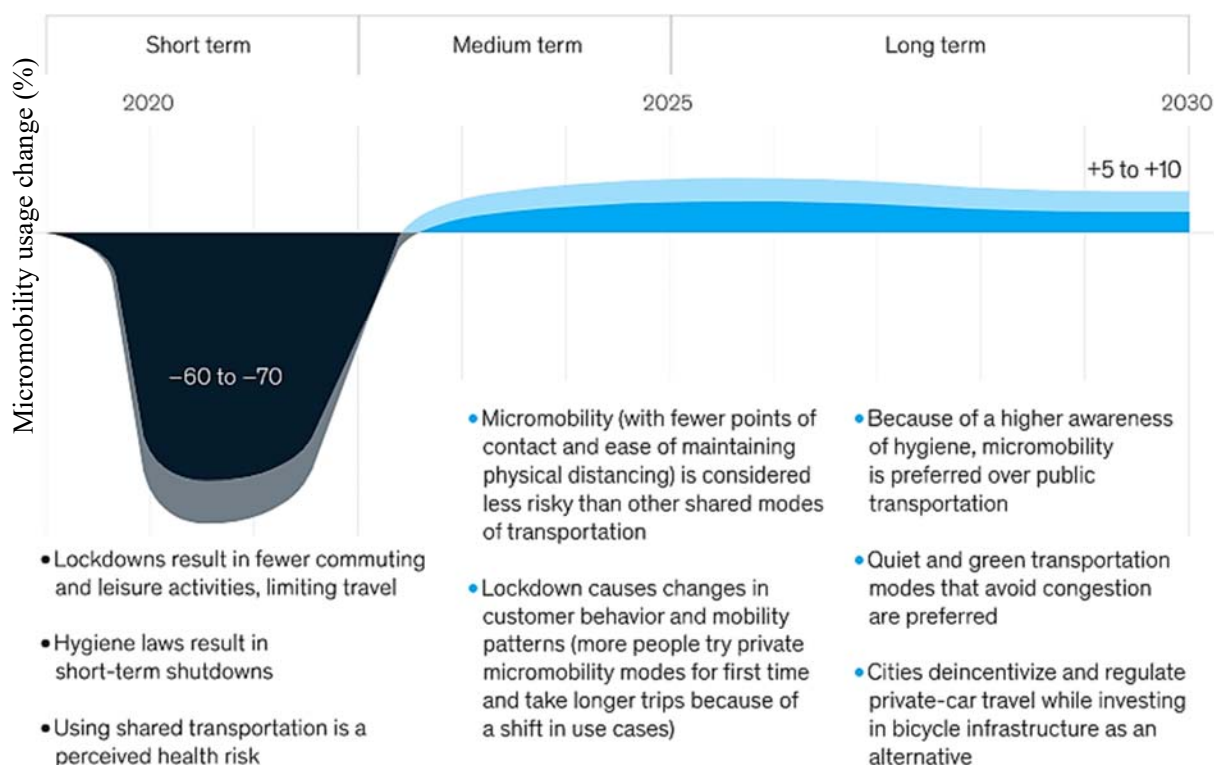 Short term
Medium term
Long term
2020
2025
2030
Micromobility usage change (%)
+5 to +10
–60 to –70
•Lockdowns result in fewer commuting
and leisure activities, limiting travel
•Hygiene laws result in
short-term shutdowns
•Using shared transportation is a
perceived health risk
•Micromobility (with fewer points of
contact and ease of maintaining
physical distancing) is considered
less risky than other shared modes
of transportation
•Lockdown causes changes in
customer behavior and mobility
patterns (more people try private
micromobility modes for first time
and take longer trips because of
a shift in use cases)
•Because of a higher awareness
of hygiene, micromobility
is preferred over public
transportation
•Quiet and green transportation
modes that avoid congestion
are preferred
•Cities deincentivize and regulate
private-car travel while investing
in bicycle infrastructure as an
alternative